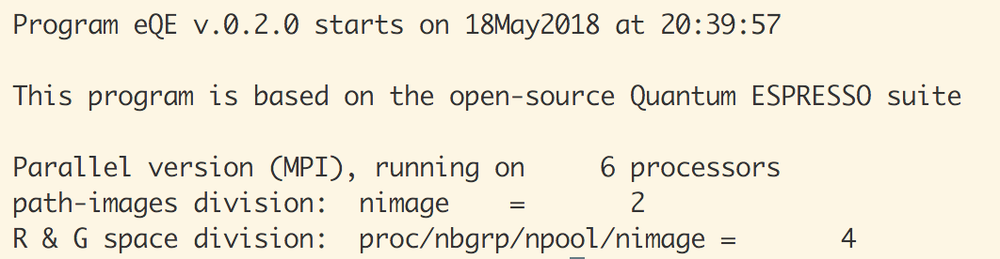 Program eQE v.0.2.0 starts on 18May2018 at 20:39:57
This program is based on the open-source Quantum ESPRESSO suite
Parallel version (MPI), running on     6 processors
path-images division:  nimage    =       2
R & G space division:  proc/nbgrp/npool/nimage =       4